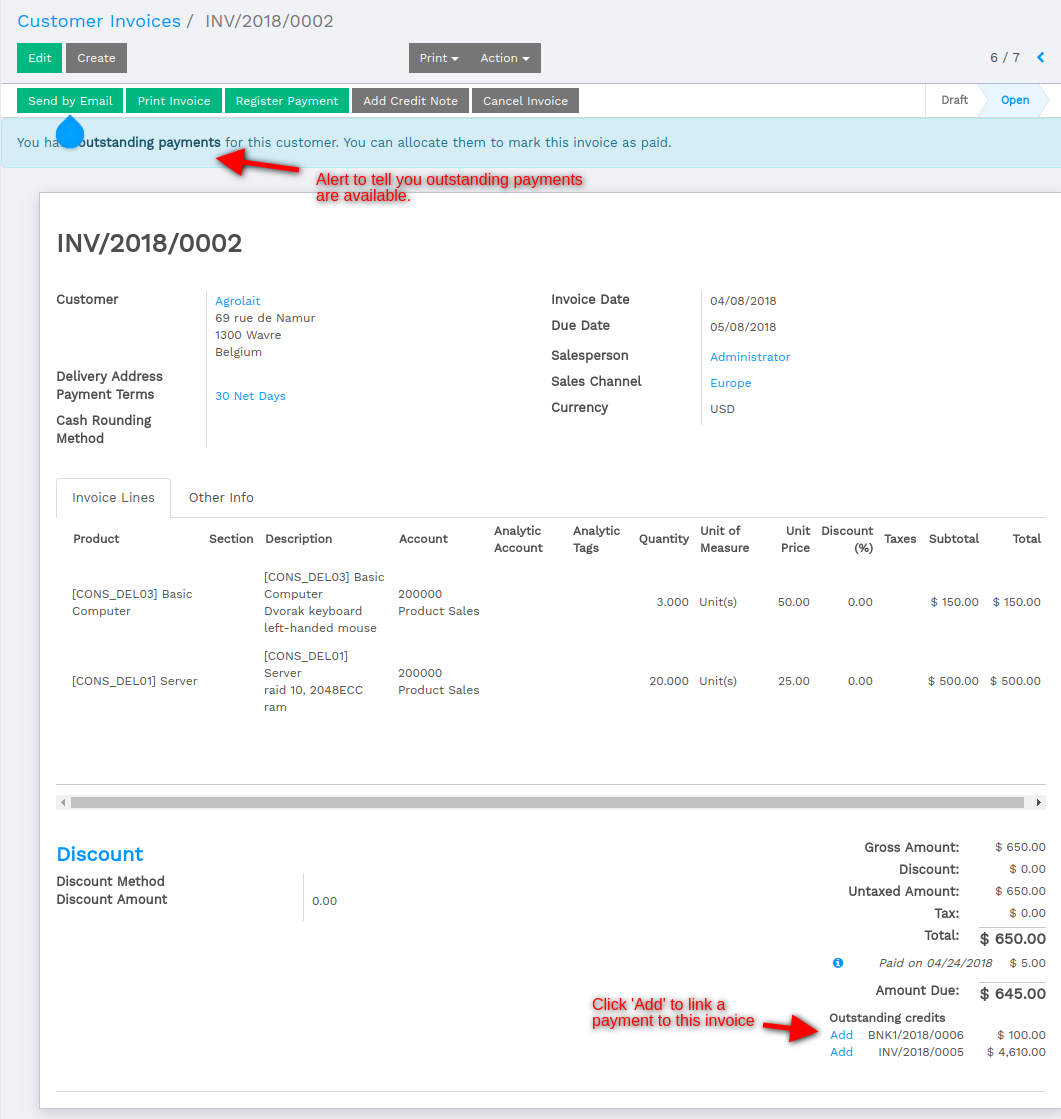 Customer Invoices / INV/2018/0002
Edit Create Print Action 6 / 7
Send by Email Print Invoice Register Payment Add Credit Note Cancel Invoice Draft Open
You ha outstanding payments for this customer. You can allocate them to mark this invoice as paid.
Alert to tell you outstanding payments
are available.
INV/2018/0002
Customer
Agrolait
69 rue de Namur
1300 Wavre
Belgium
Delivery Address
Payment Terms 30 Net Days
Cash Rounding
Method
Invoice Date 04/08/2018
Due Date 05/08/2018
Salesperson Administrator
Sales Channel Europe
Currency USD
Invoice Lines Other Info
Product Section Description Account Analytic Account Analytic Tags Quantity Unit of Measure Unit Price Discount (%) Taxes Subtotal Total
[CONS_DEL03] Basic
Computer
[CONS_DEL03] Basic
Computer
Dvorak keyboard
left-handed mouse
200000
Product Sales
3.000 Unit(s) 50.00 0.00 $ 150.00 $ 150.00
[CONS_DEL01] Server
[CONS_DEL01]
Server
raid 10, 2048ECC
ram
200000
Product Sales
20.000 Unit(s) 25.00 0.00 $ 500.00 $ 500.00
Discount
Discount Method
Discount Amount 0.00
Gross Amount: $ 650.00
Discount: $ 0.00
Untaxed Amount: $ 650.00
Tax: $ 0.00
Total: $ 650.00
Paid on 04/24/2018 $ 5.00
Amount Due: $ 645.00
Click 'Add' to link a
payment to this invoice
Outstanding credits
Add BNK1/2018/0006 $ 100.00
Add INV/2018/0005 $ 4,610.00